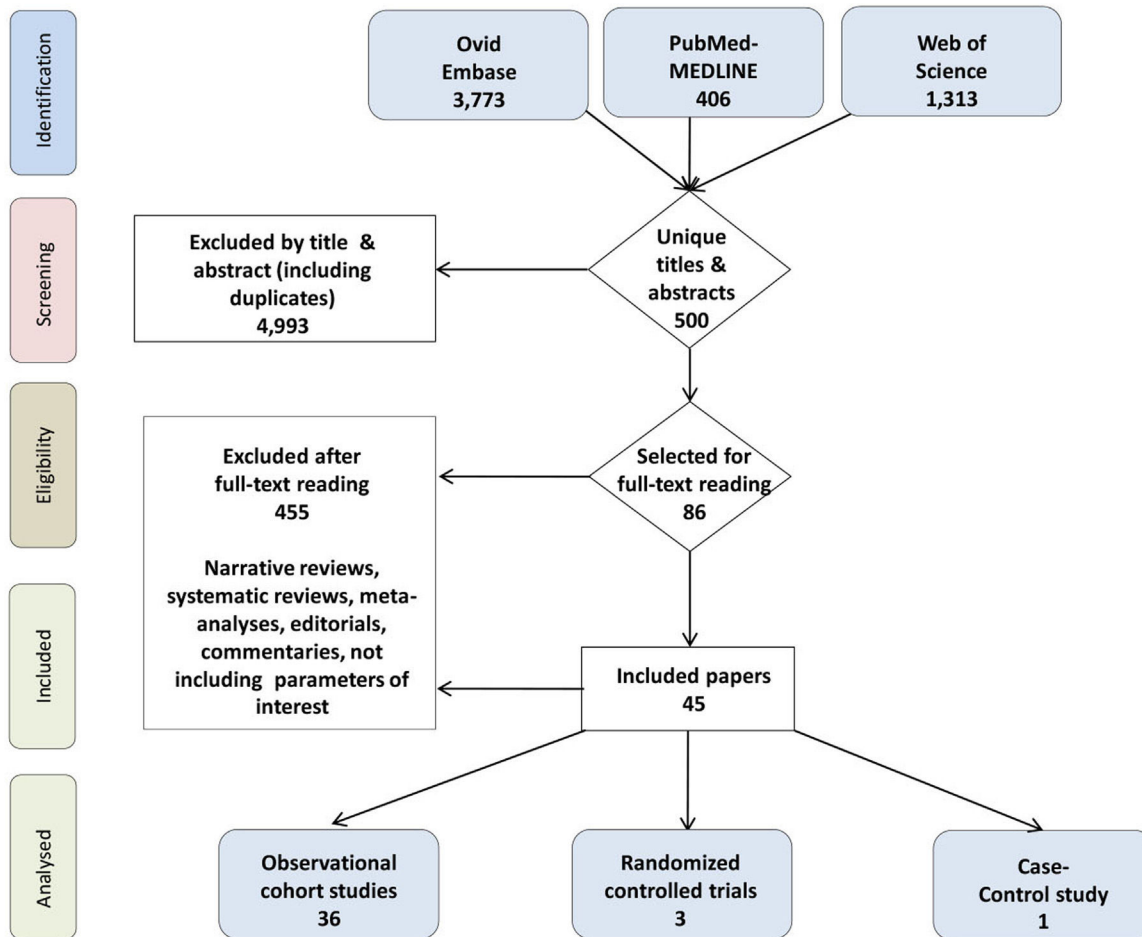 Identification
Ovid
Embase
3,773
PubMed-
MEDLINE
406
Web of
Science
1,313
Screening
Excluded by title &
abstract (including
duplicates)
4,993
Unique
titles &
abstracts
500
Eligibility
Excluded after
full-text reading
455
Narrative reviews,
systematic reviews, meta-
analyses, editorials,
commentaries, not
including parameters of
interest
Selected for
full-text reading
86
Included
Included papers
45
Analysed
Observational
cohort studies
36
Randomized
controlled trials
3
Case-
Control study
1